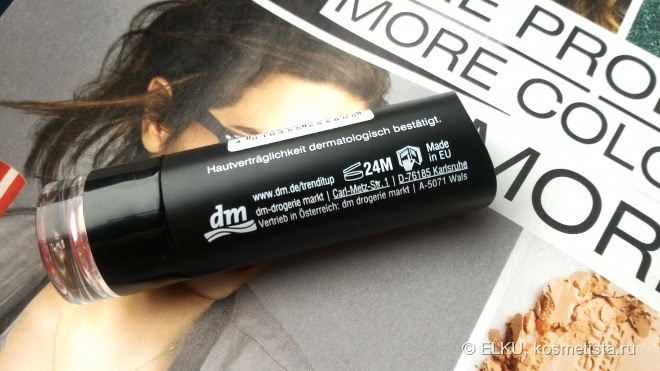 MORE COLO
MOR
Hautverträglichkeit dermatologisch bestätigt.
24M
Made
in EU
www.dm.de/trenditup
dm
dm-drogerie markt | Carl-Metz-Str. 1 | D-76185 Karlsruhe
Vertrieb in Österreich: dm drogerie markt | A-5071 Wals
© ELKU, kosmetista.ru